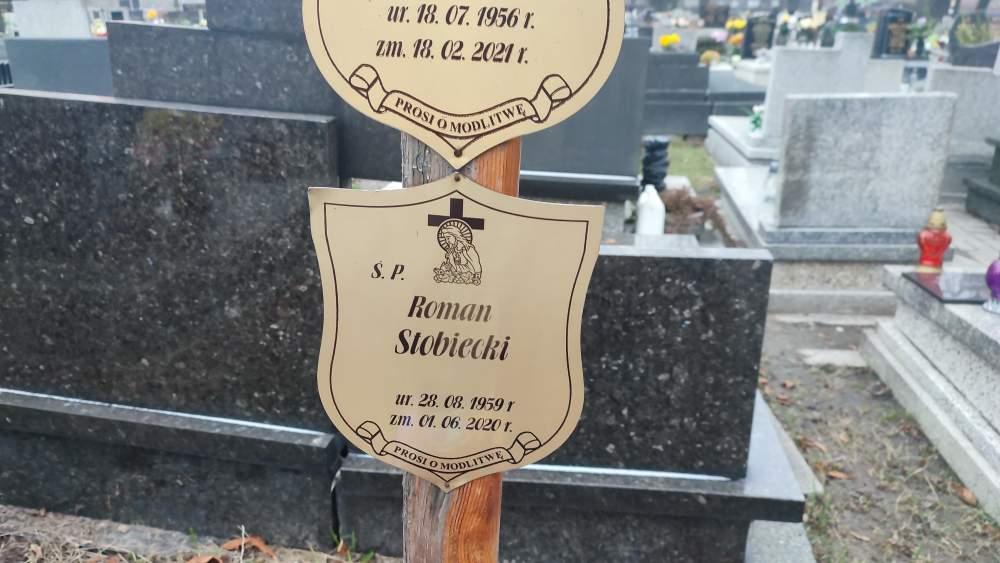 ur. 18. 07. 1956 r.
zm. 18. 02. 2021 r.
PROSI O MODLITWĘ
Ś. P.
Roman
Stobiecki
ur. 28. 08. 1959 r
zm. 01. 06. 2020 r.
PROSI O MODLITWĘ